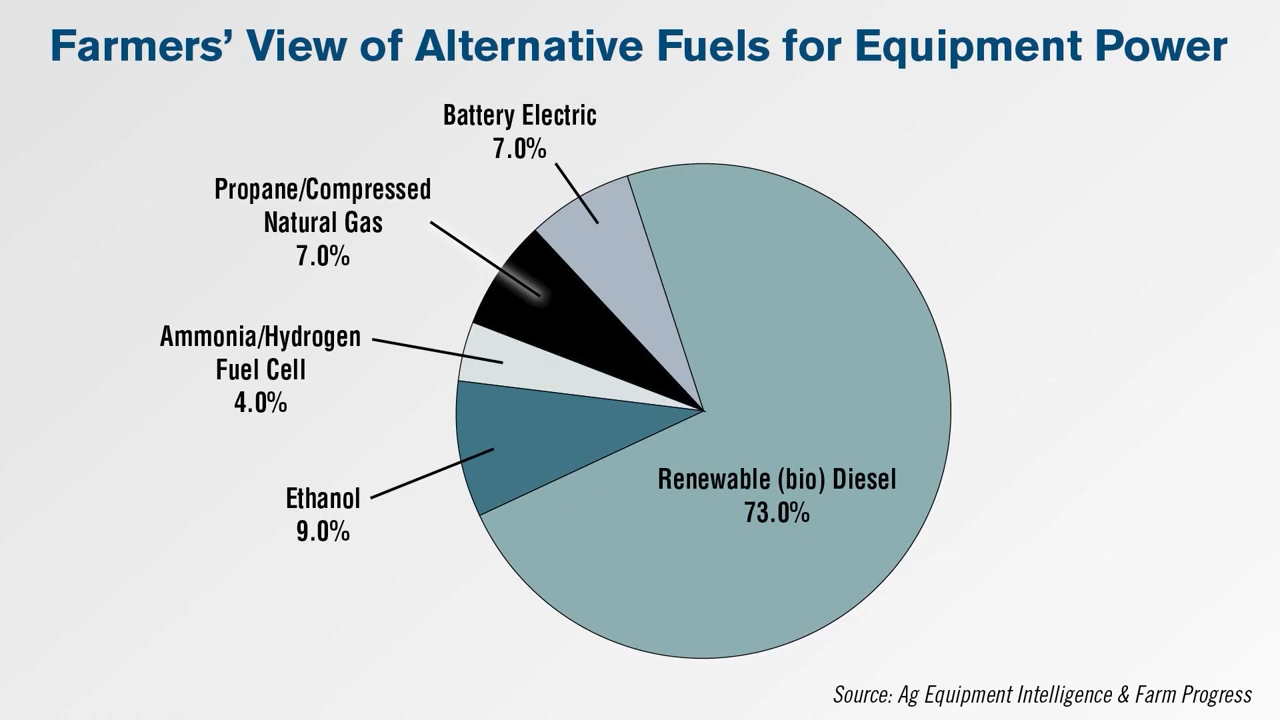 Farmers’ View of Alternative Fuels for Equipment Power
Battery Electric
7.0%
Propane/Compressed
Natural Gas
7.0%
Ammonia/Hydrogen
Fuel Cell
4.0%
Ethanol
9.0%
Renewable (bio) Diesel
73.0%
Source: Ag Equipment Intelligence & Farm Progress